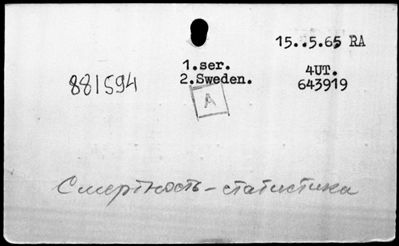 15..5.65 RA
1.ser.
4UT.
881594
2.Sweden.
643919
A
Смертность-статистика